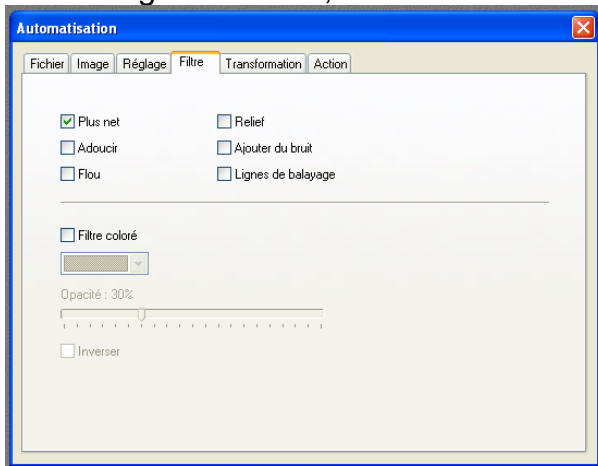 Automatisation
Fichier Image Réglage Filtre Transformation Action
Plus net Relief
Adoucir Ajouter du bruit
Flou Lignes de balayage
Filtre coloré
Opacité : 30%
Inverser